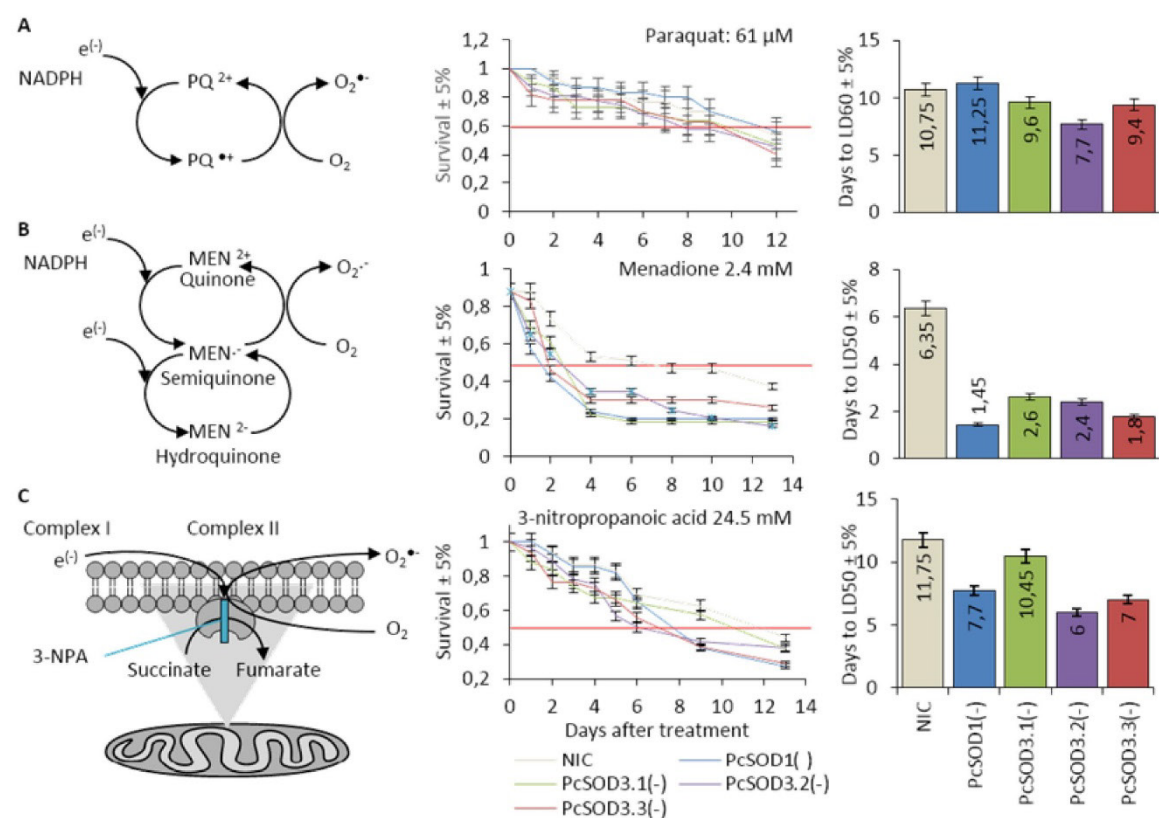 A
e(-)
NADPH
PQ 2+
PQ •+
O2•-
O2
Paraquat: 61 µM
Survival ± 5%
1,2
1
0,8
0,6
0,4
0,2
0
0 2 4 6 8 10 12
Days to LD60 ± 5%
15
10
5
0
10,75
11,25
9,6
7,7
9,4
B
e(-)
NADPH
MEN 2+
Quinone
e(-)
MEN·-
Semiquinone
MEN 2-
Hydroquinone
O2·-
O2
Menadione 2.4 mM
Survival ± 5%
1
0,8
0,6
0,4
0,2
0
0 2 4 6 8 10 12 14
Days to LD50 ± 5%
8
6
4
2
0
6,35
1,45
2,6
2,4
1,8
C
Complex I
Complex II
e(-)
O2•-
O2
3-NPA
Succinate
Fumarate
3-nitropropanoic acid 24.5 mM
Survival ± 5%
1
0,8
0,6
0,4
0,2
0 2 4 6 8 10 12 14
Days after treatment
NIC
PcSOD1( )
PcSOD3.1(-)
PcSOD3.2(-)
PcSOD3.3(-)
Days to LD50 ± 5%
15
10
5
0
11,75
7,7
10,45
6
7
NIC
PcSOD1(-)
PcSOD3.1(-)
PcSOD3.2(-)
PcSOD3.3(-)